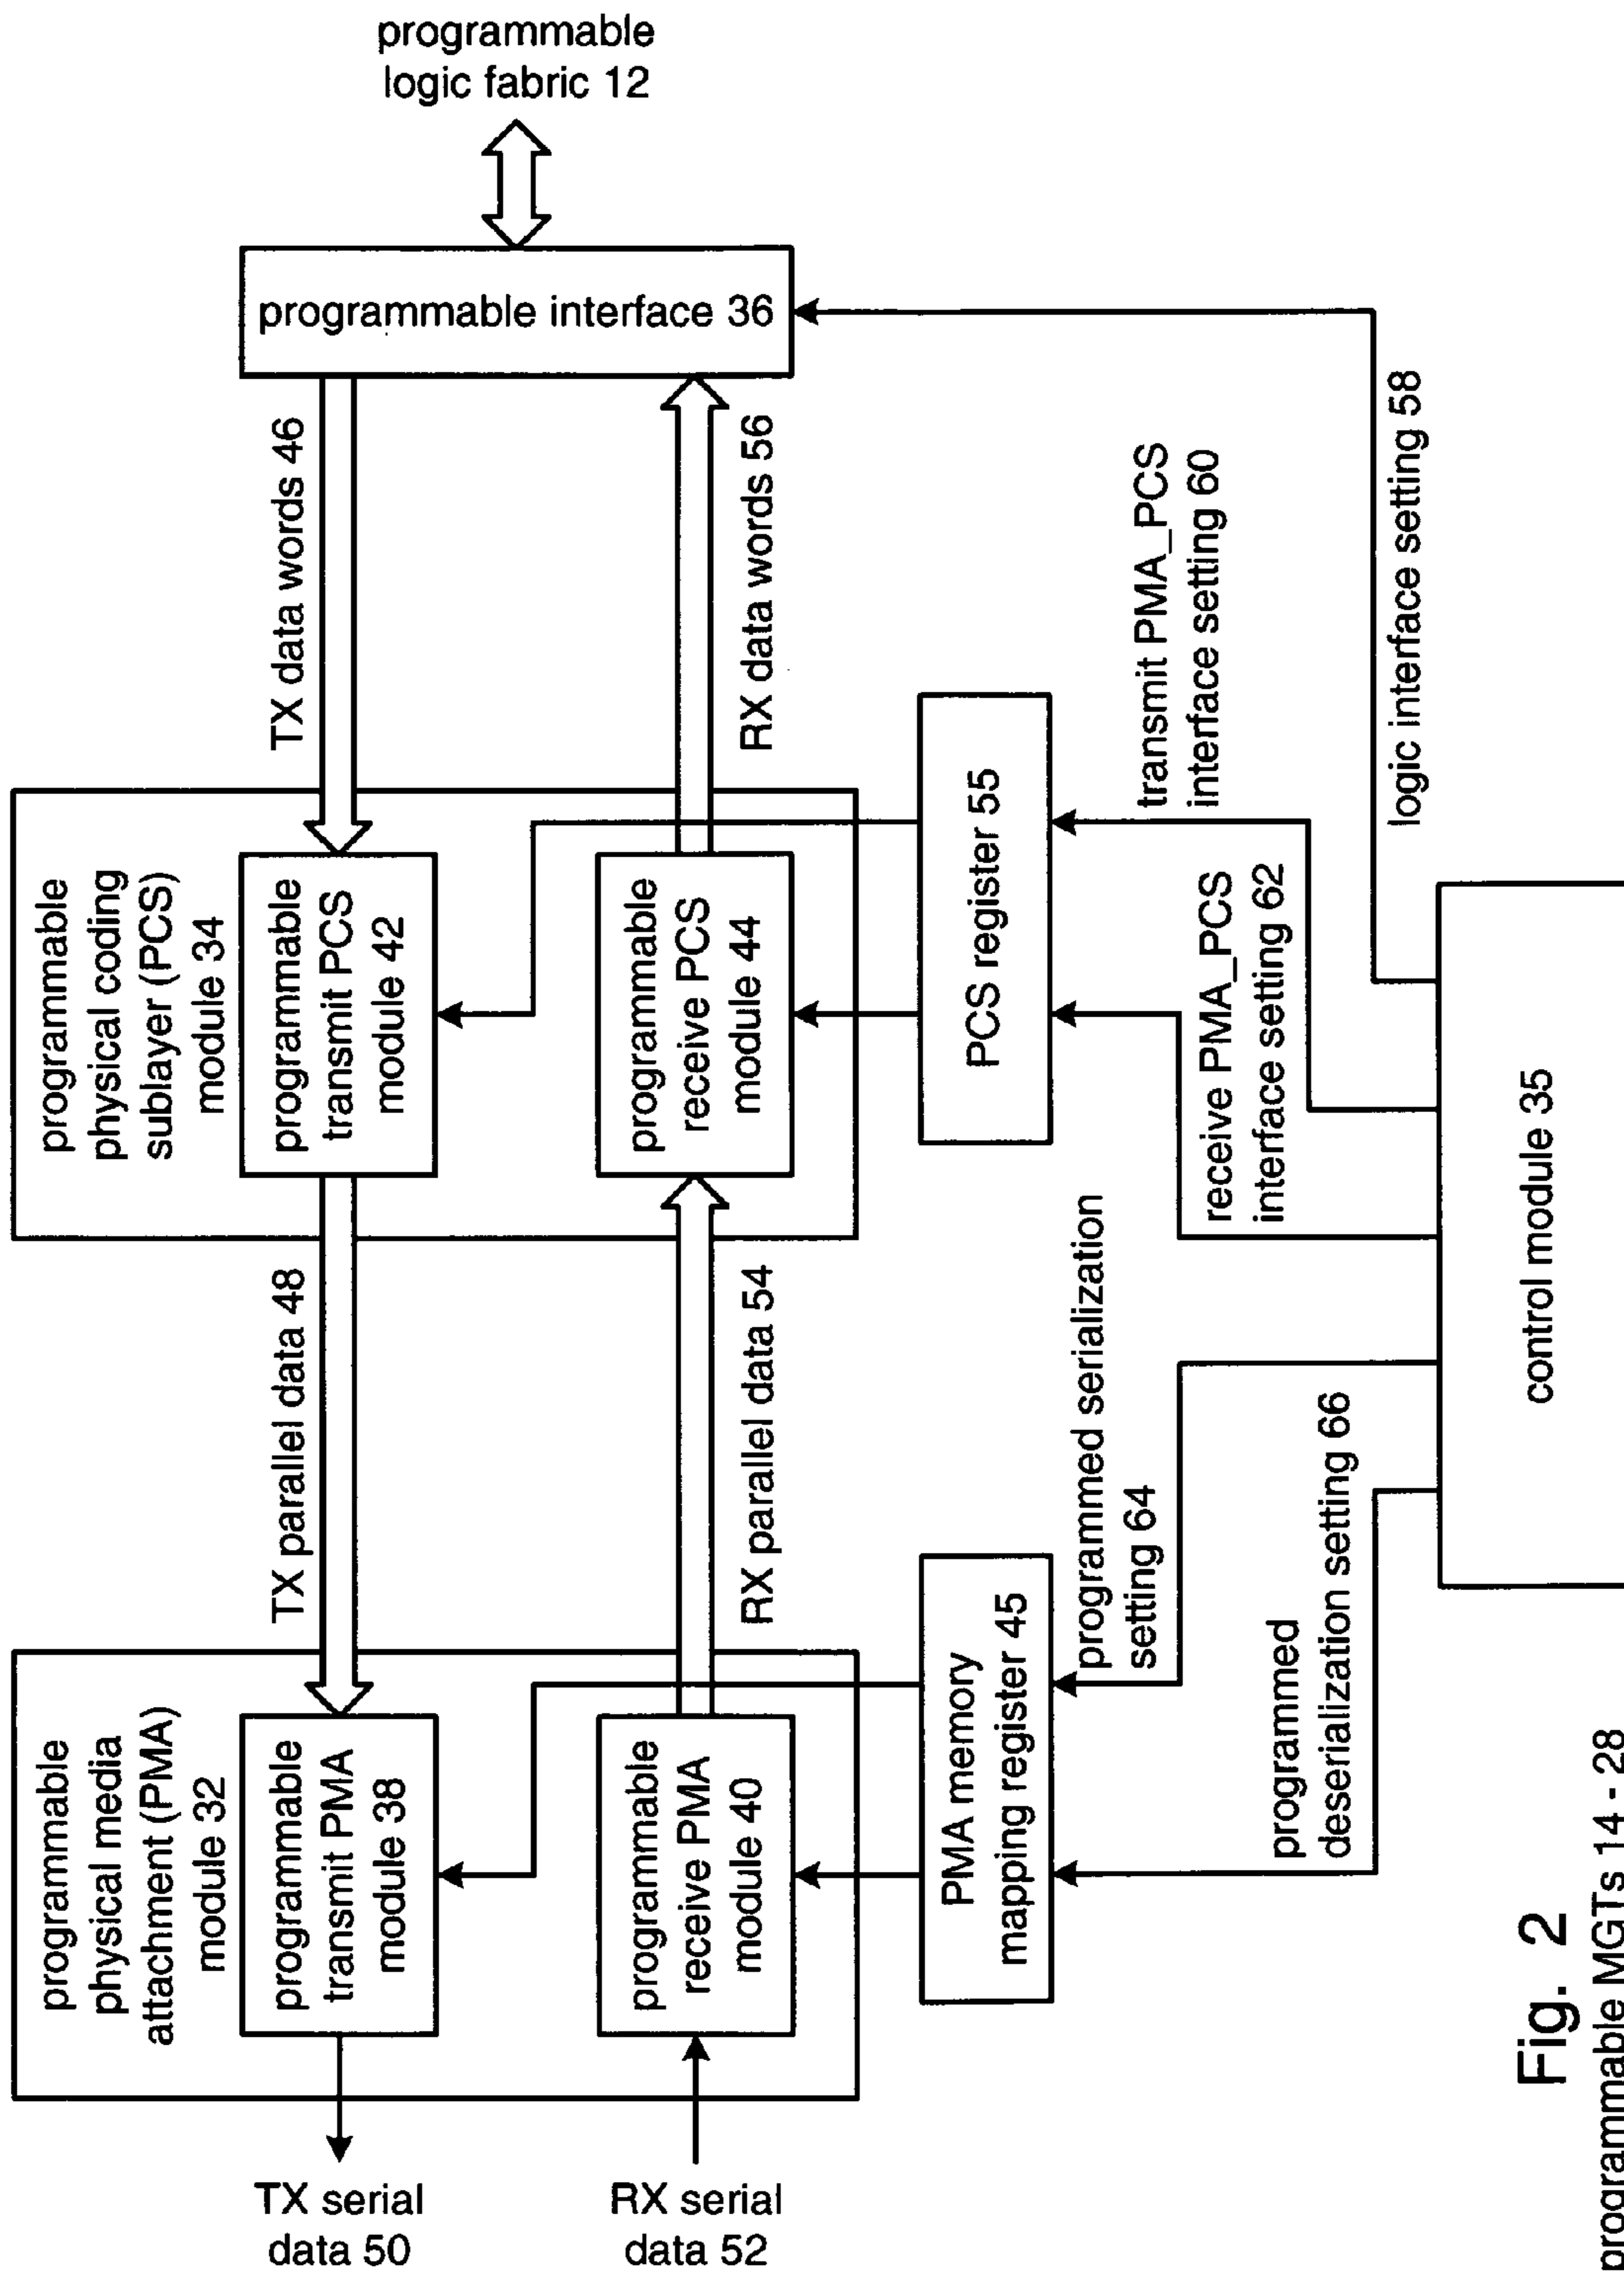 programmable
logic fabric 12
programmable interface 36
TX data words 46
RX data words 56
programmable
physical coding
sublayer (PCS)
module 34
programmable
transmit PCS
module 42
programmable
receive PCS
module 44
PCS register 55
transmit PMA_PCS
interface setting 60
receive PMA_PCS
interface setting 62
logic interface setting 58
TX parallel data 48
RX parallel data 54
programmable
physical media
attachment (PMA)
module 32
programmable
transmit PMA
module 38
programmable
receive PMA
module 40
PMA memory
mapping register 45
programmed serialization
setting 64
programmed
deserialization setting 66
control module 35
TX serial
data 50
RX serial
data 52
Fig. 2
programmable MGTs 14 - 28